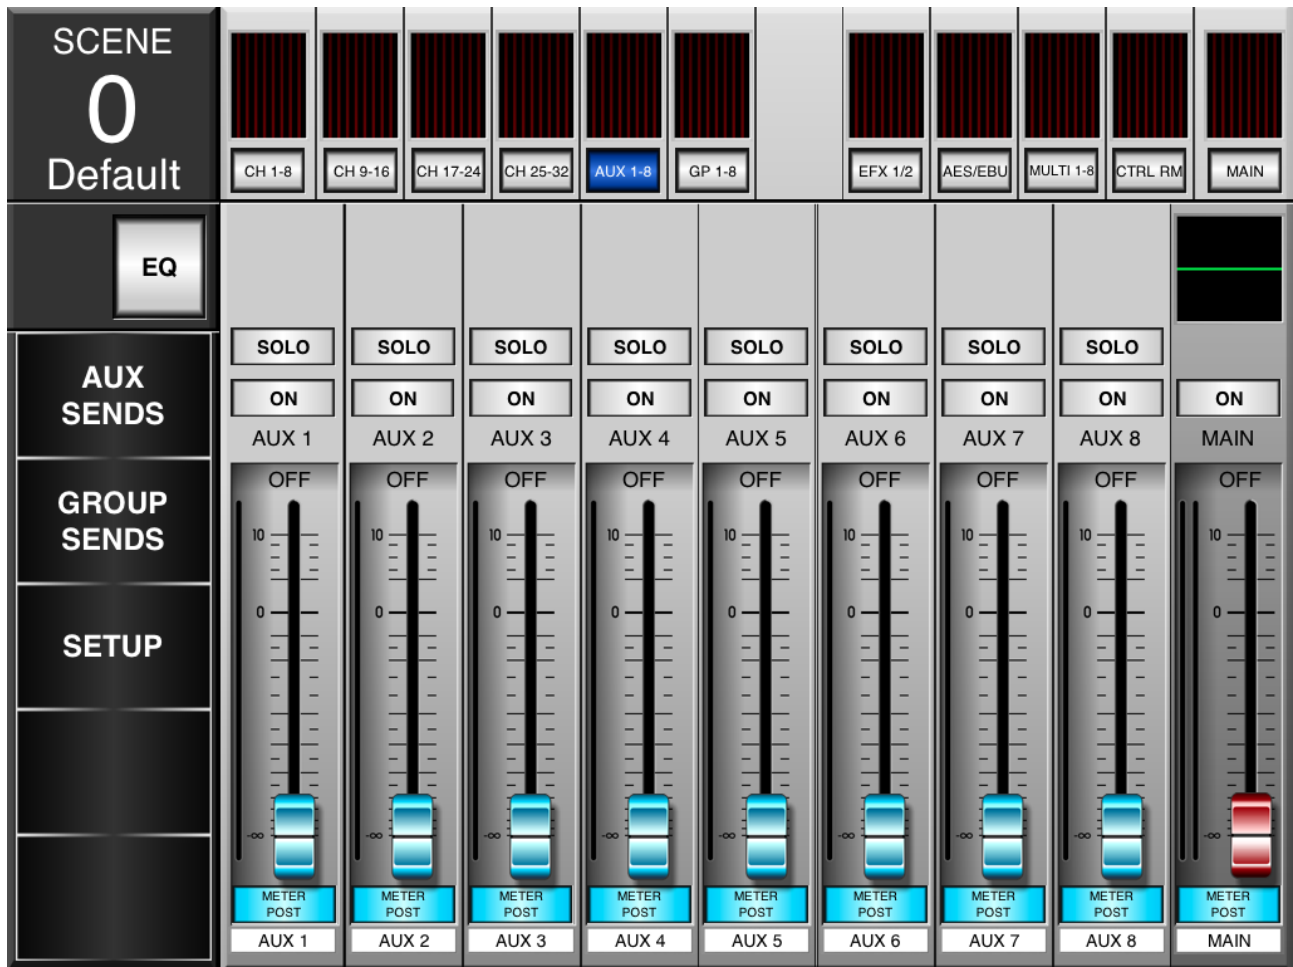 SCENE
0
Default
CH 1-8
CH 9-16
CH 17-24
CH 25-32
AUX 1-8
GP 1-8
EFX 1/2
AES/EBU
MULTI 1-8
CTRL RM
MAIN
EQ
AUX
SENDS
GROUP
SENDS
SETUP
SOLO SOLO SOLO SOLO SOLO SOLO SOLO SOLO
ON ON ON ON ON ON ON ON ON
AUX 1 AUX 2 AUX 3 AUX 4 AUX 5 AUX 6 AUX 7 AUX 8 MAIN
OFF OFF OFF OFF OFF OFF OFF OFF OFF
10 10 10 10 10 10 10 10 10
0 0 0 0 0 0 0 0 0
-∞ -∞ -∞ -∞ -∞ -∞ -∞ -∞ -∞
METER METER METER METER METER METER METER METER METER
POST POST POST POST POST POST POST POST POST
AUX 1 AUX 2 AUX 3 AUX 4 AUX 5 AUX 6 AUX 7 AUX 8 MAIN